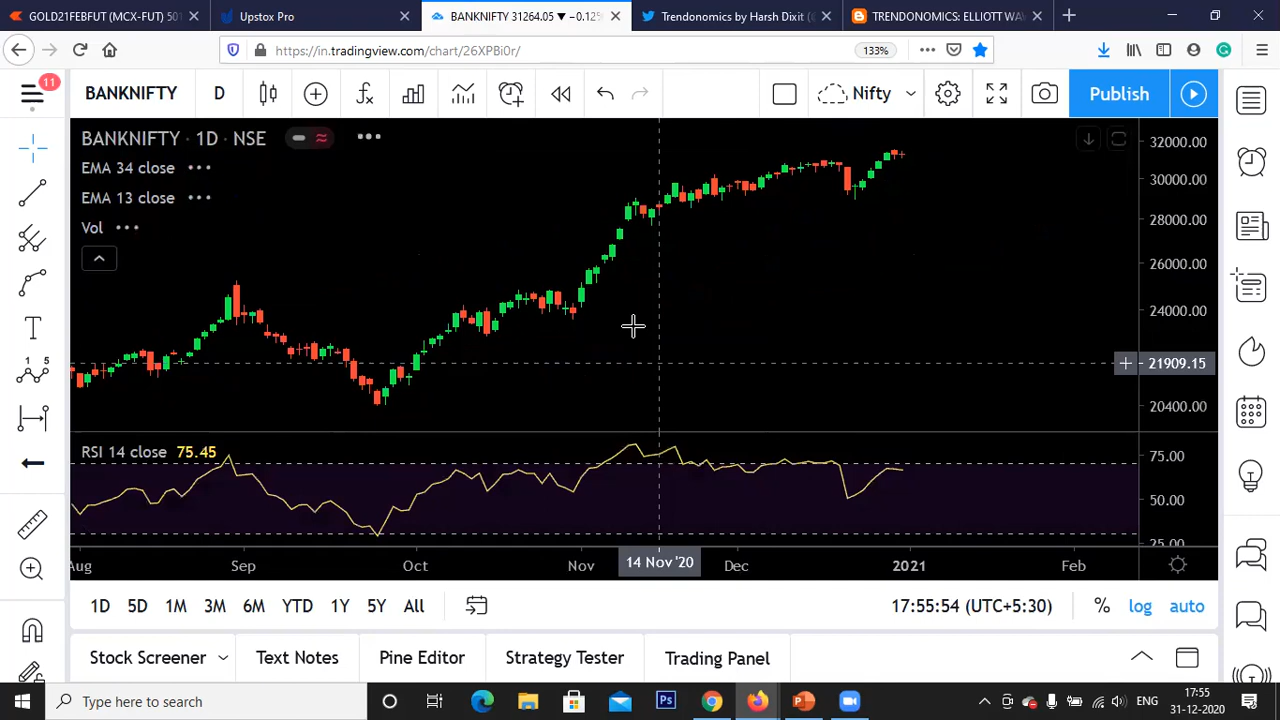 GOLD21FEBFUT (MCX-FUT) 501
Upstox Pro
BANKNIFTY 31264.05 ▼ −0.12%
Trendonomics by Harsh Dixit (
TRENDONOMICS: ELLIOTT WA
https://in.tradingview.com/chart/26XPBi0r/
133%
11
BANKNIFTY
D
Nifty
Publish
BANKNIFTY · 1D · NSE
EMA 34 close
EMA 13 close
Vol
32000.00
30000.00
28000.00
26000.00
24000.00
21909.15
20400.00
RSI 14 close 75.45
75.00
50.00
25.00
Aug
Sep
Oct
Nov
14 Nov '20
Dec
2021
Feb
1D
5D
1M
3M
6M
YTD
1Y
5Y
All
17:55:54 (UTC+5:30)
%
log
auto
Stock Screener
Text Notes
Pine Editor
Strategy Tester
Trading Panel
Type here to search
ENG
17:55
31-12-2020